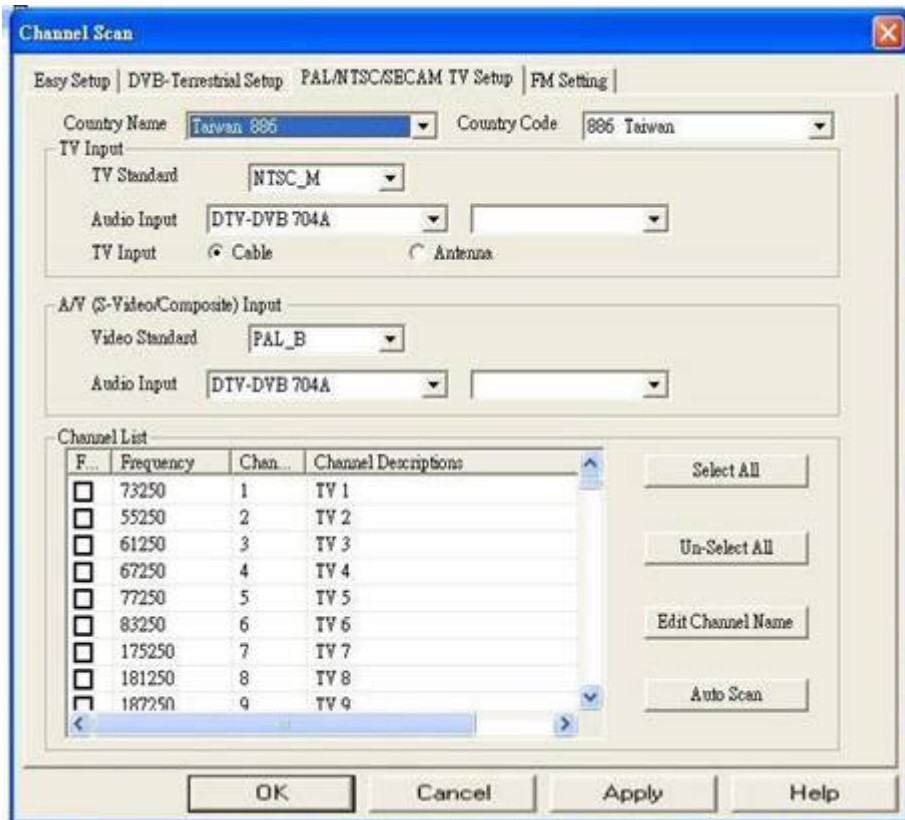 Channel Scan
Easy Setup DVB-Terrestrial Setup PAL/NTSC/SECAM TV Setup FM Setting
Country Name Taiwan 886 Country Code 886 Taiwan
TV Input
TV Standard NTSC_M
Audio Input DTV-DVB 704A
TV Input Cable Antenna
A/V (S-Video/Composite) Input
Video Standard PAL_B
Audio Input DTV-DVB 704A
Channel List
F... Frequency Chan... Channel Descriptions
73250 1 TV 1
55250 2 TV 2
61250 3 TV 3
67250 4 TV 4
77250 5 TV 5
83250 6 TV 6
175250 7 TV 7
181250 8 TV 8
187250 9 TV 9
Select All
Un-Select All
Edit Channel Name
Auto Scan
OK Cancel Apply Help